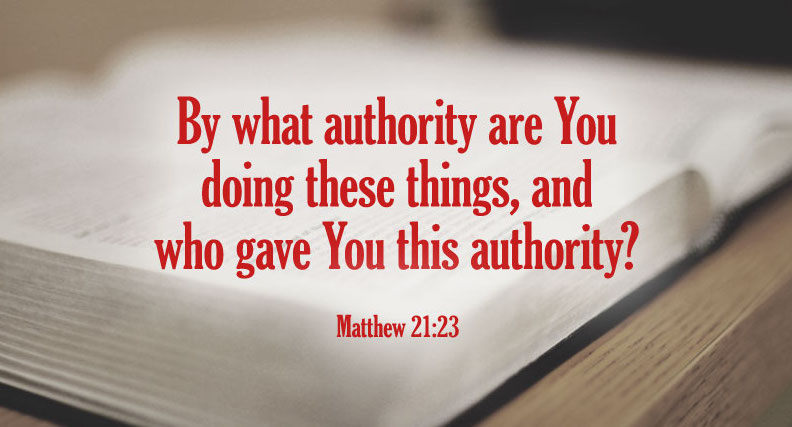 By what authority are You
doing these things, and
who gave You this authority?
Matthew 21:23